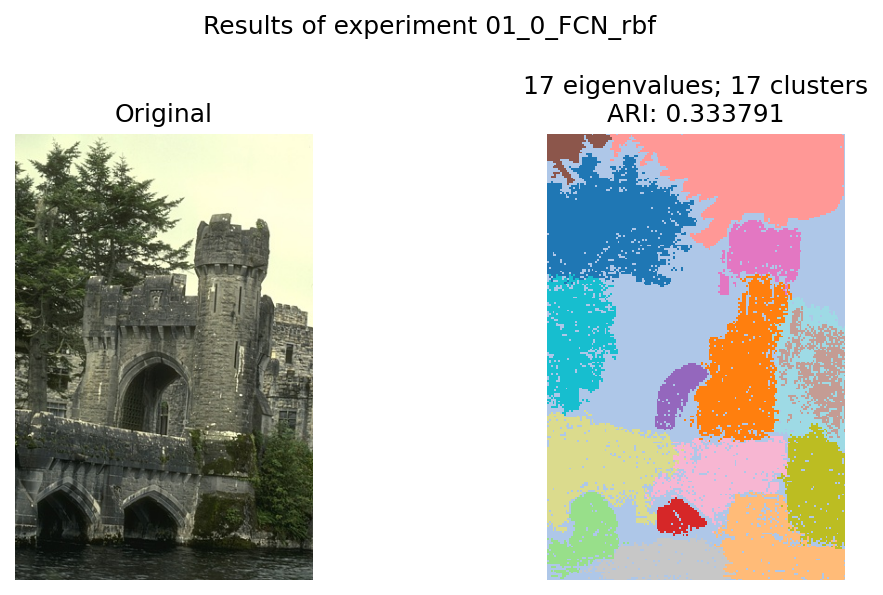 Results of experiment 01_0_FCN_rbf
Original
17 eigenvalues; 17 clusters
ARI: 0.333791